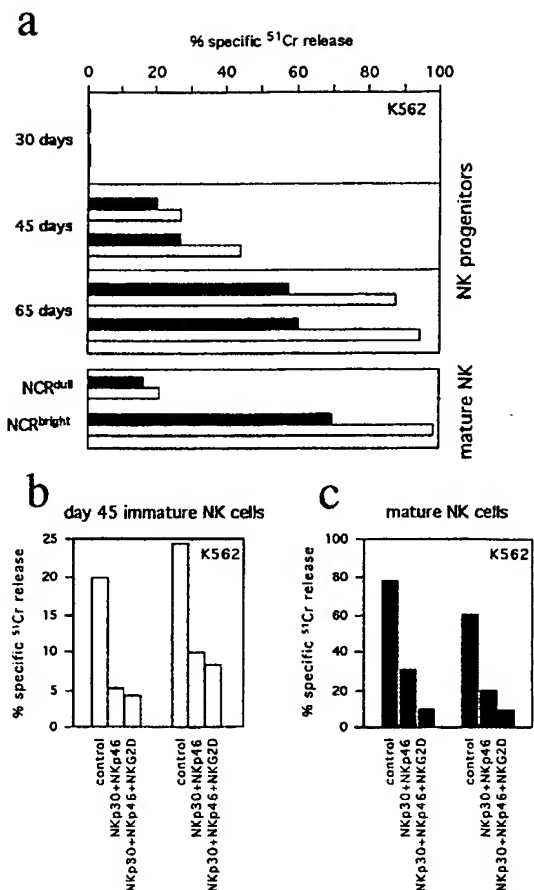 a
% specific ⁵¹Cr release
0 20 40 60 80 100
K562
30 days
45 days
65 days
NK progenitors
NCRdull
NCRbright
mature NK
b
day 45 immature NK cells
K562
% specific ⁵¹Cr release
25
20
15
10
5
0
control
NKp30+NKp46
NKp30+NKp46+NKG2D
control
NKp30+NKp46
NKp30+NKp46+NKG2D
c
mature NK cells
K562
% specific ⁵¹Cr release
100
80
60
40
20
0
control
NKp30+NKp46
NKp30+NKp46+NKG2D
control
NKp30+NKp46
NKp30+NKp46+NKG2D